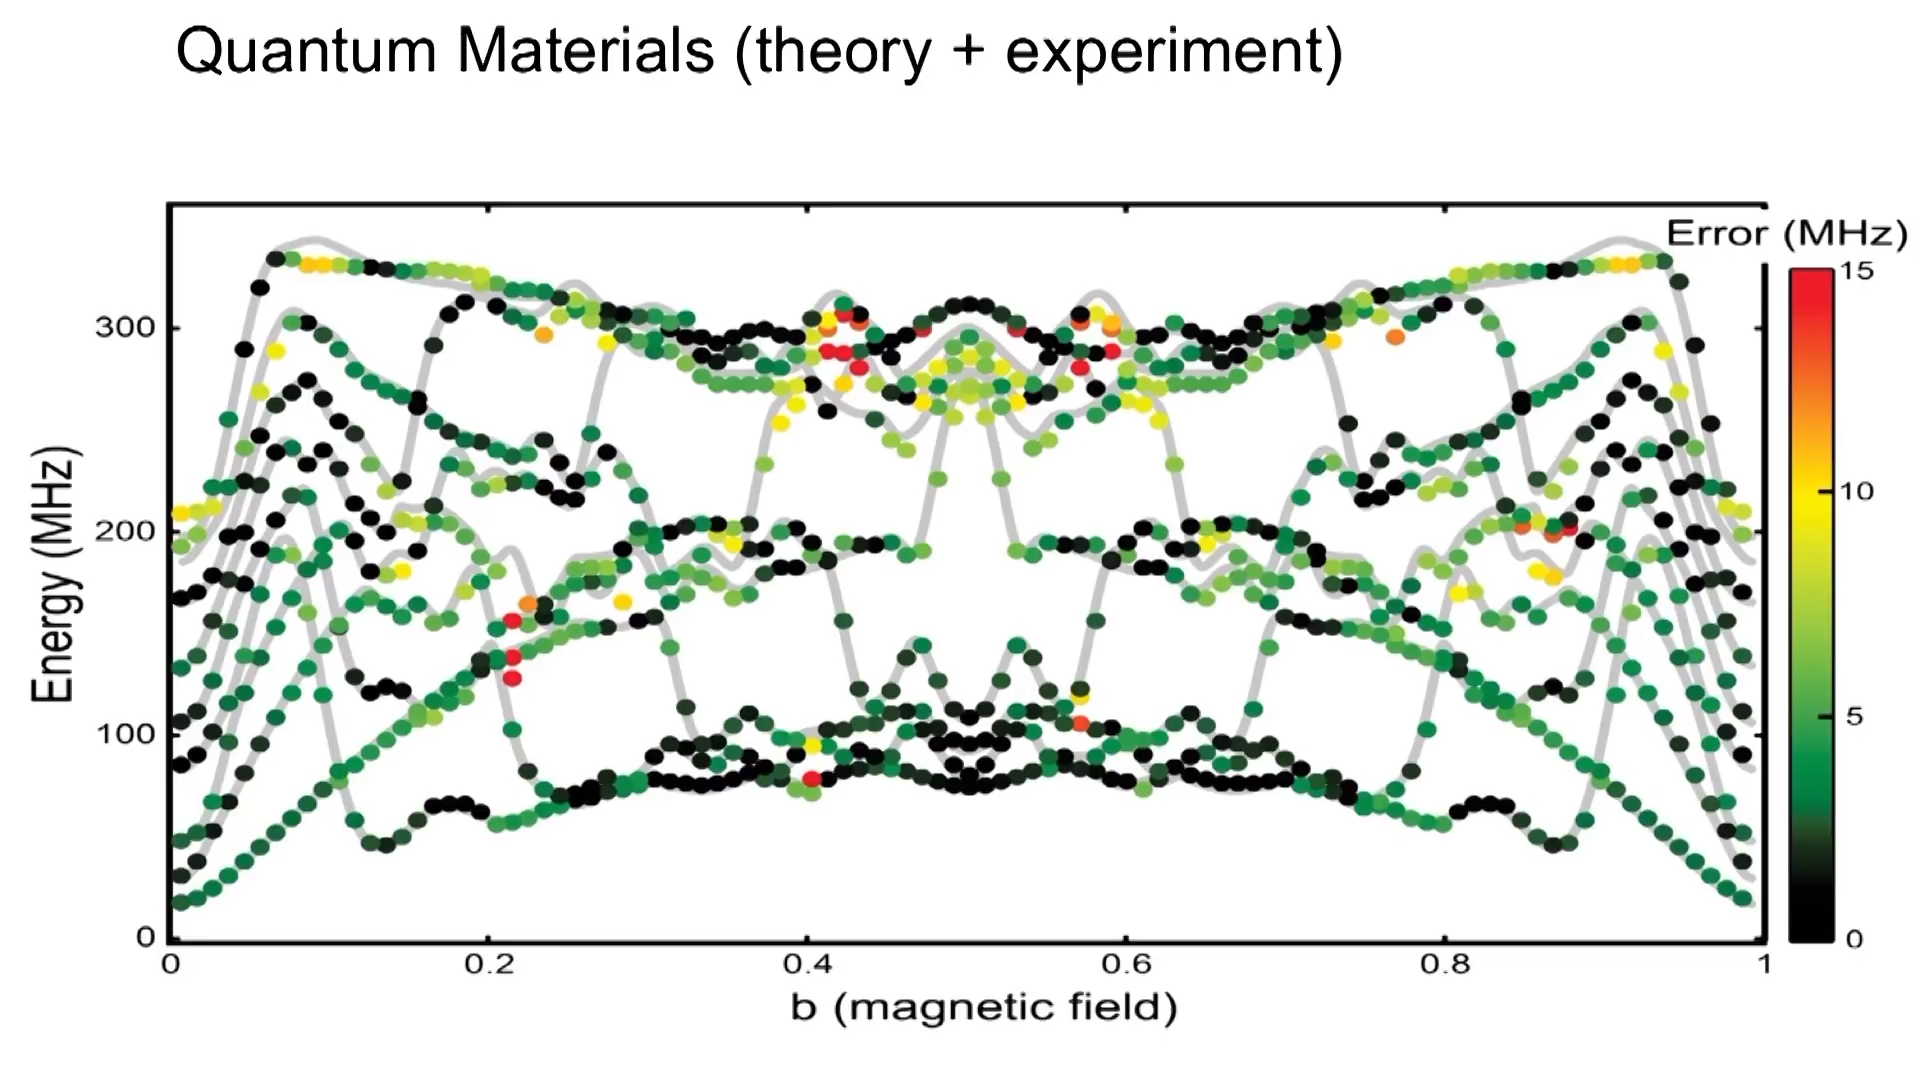 Quantum Materials (theory + experiment)
Error (MHz)
15
10
5
0
Energy (MHz)
300
200
100
0
0 0.2 0.4 0.6 0.8 1
b (magnetic field)